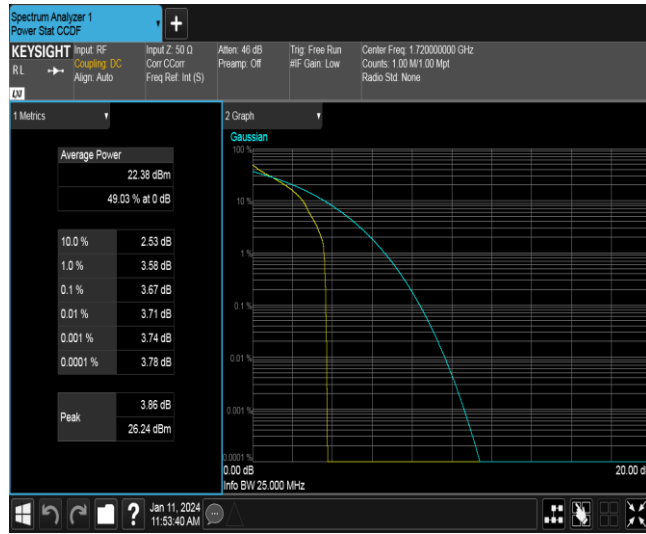 Spectrum Analyzer 1
Power Stat CCDF
KEYSIGHT
Input: RF
Coupling: DC
Align: Auto
Input Z: 50 Ω
Corr CCorr
Freq Ref: Int (S)
Atten: 46 dB
Preamp: Off
Trig: Free Run
#IF Gain: Low
Center Freq: 1.720000000 GHz
Counts: 1.00 M/1.00 Mpt
Radio Std: None
R L
LXI
1 Metrics
Average Power
22.38 dBm
49.03 % at 0 dB
10.0 % 2.53 dB
1.0 % 3.58 dB
0.1 % 3.67 dB
0.01 % 3.71 dB
0.001 % 3.74 dB
0.0001 % 3.78 dB
Peak
3.86 dB
26.24 dBm
2 Graph
Gaussian
100 %
10 %
1 %
0.1 %
0.01 %
0.001 %
0.0001 %
0.00 dB
20.00 d
Info BW 25.000 MHz
?
Jan 11, 2024
11:53:40 AM